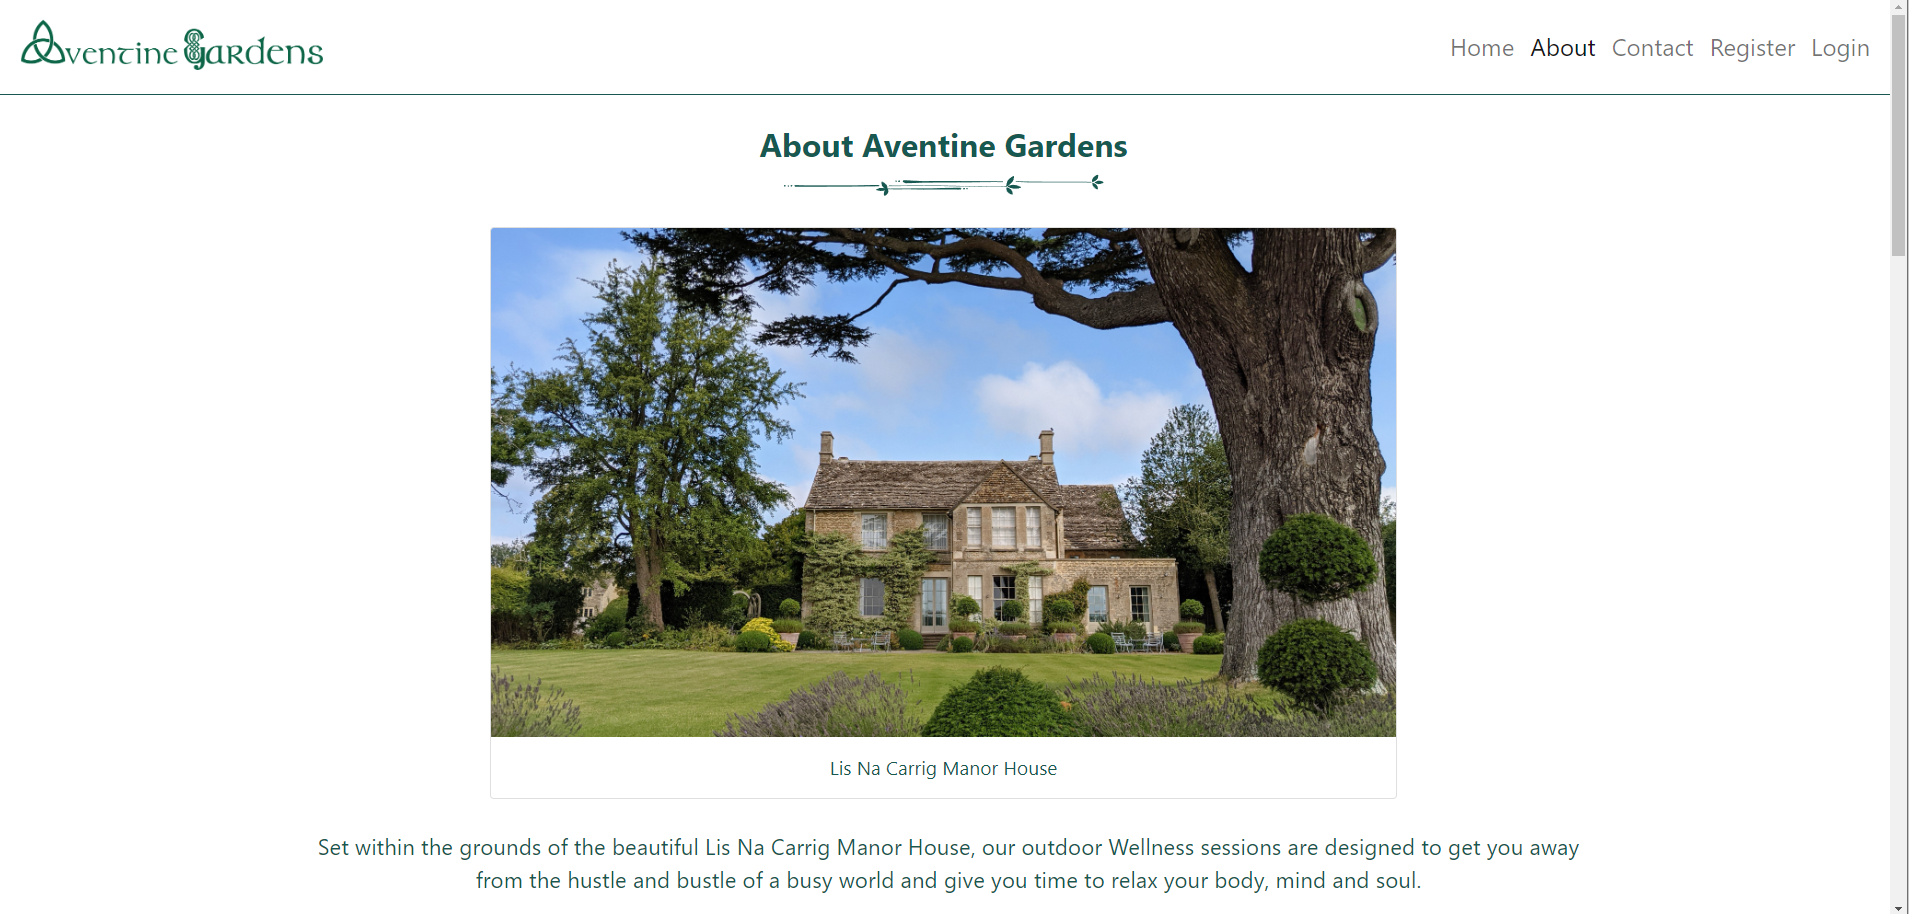 Aventine Gardens
Home About Contact Register Login
About Aventine Gardens
Lis Na Carrig Manor House
Set within the grounds of the beautiful Lis Na Carrig Manor House, our outdoor Wellness sessions are designed to get you away
from the hustle and bustle of a busy world and give you time to relax your body, mind and soul.